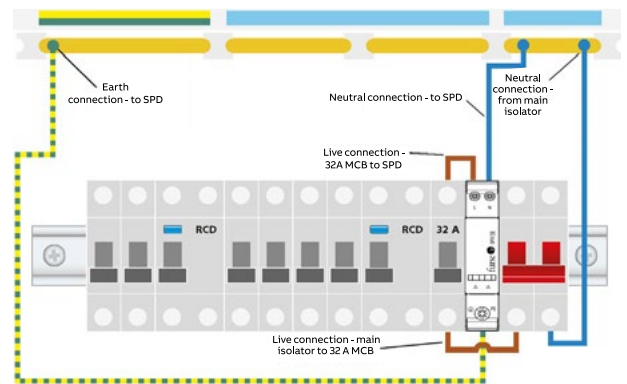 Earth
connection - to SPD
Neutral connection - to SPD
Neutral
connection -
from main
isolator
Live connection -
32A MCB to SPD
RCD
RCD
32 A
L N
Live connection - main
isolator to 32 A MCB